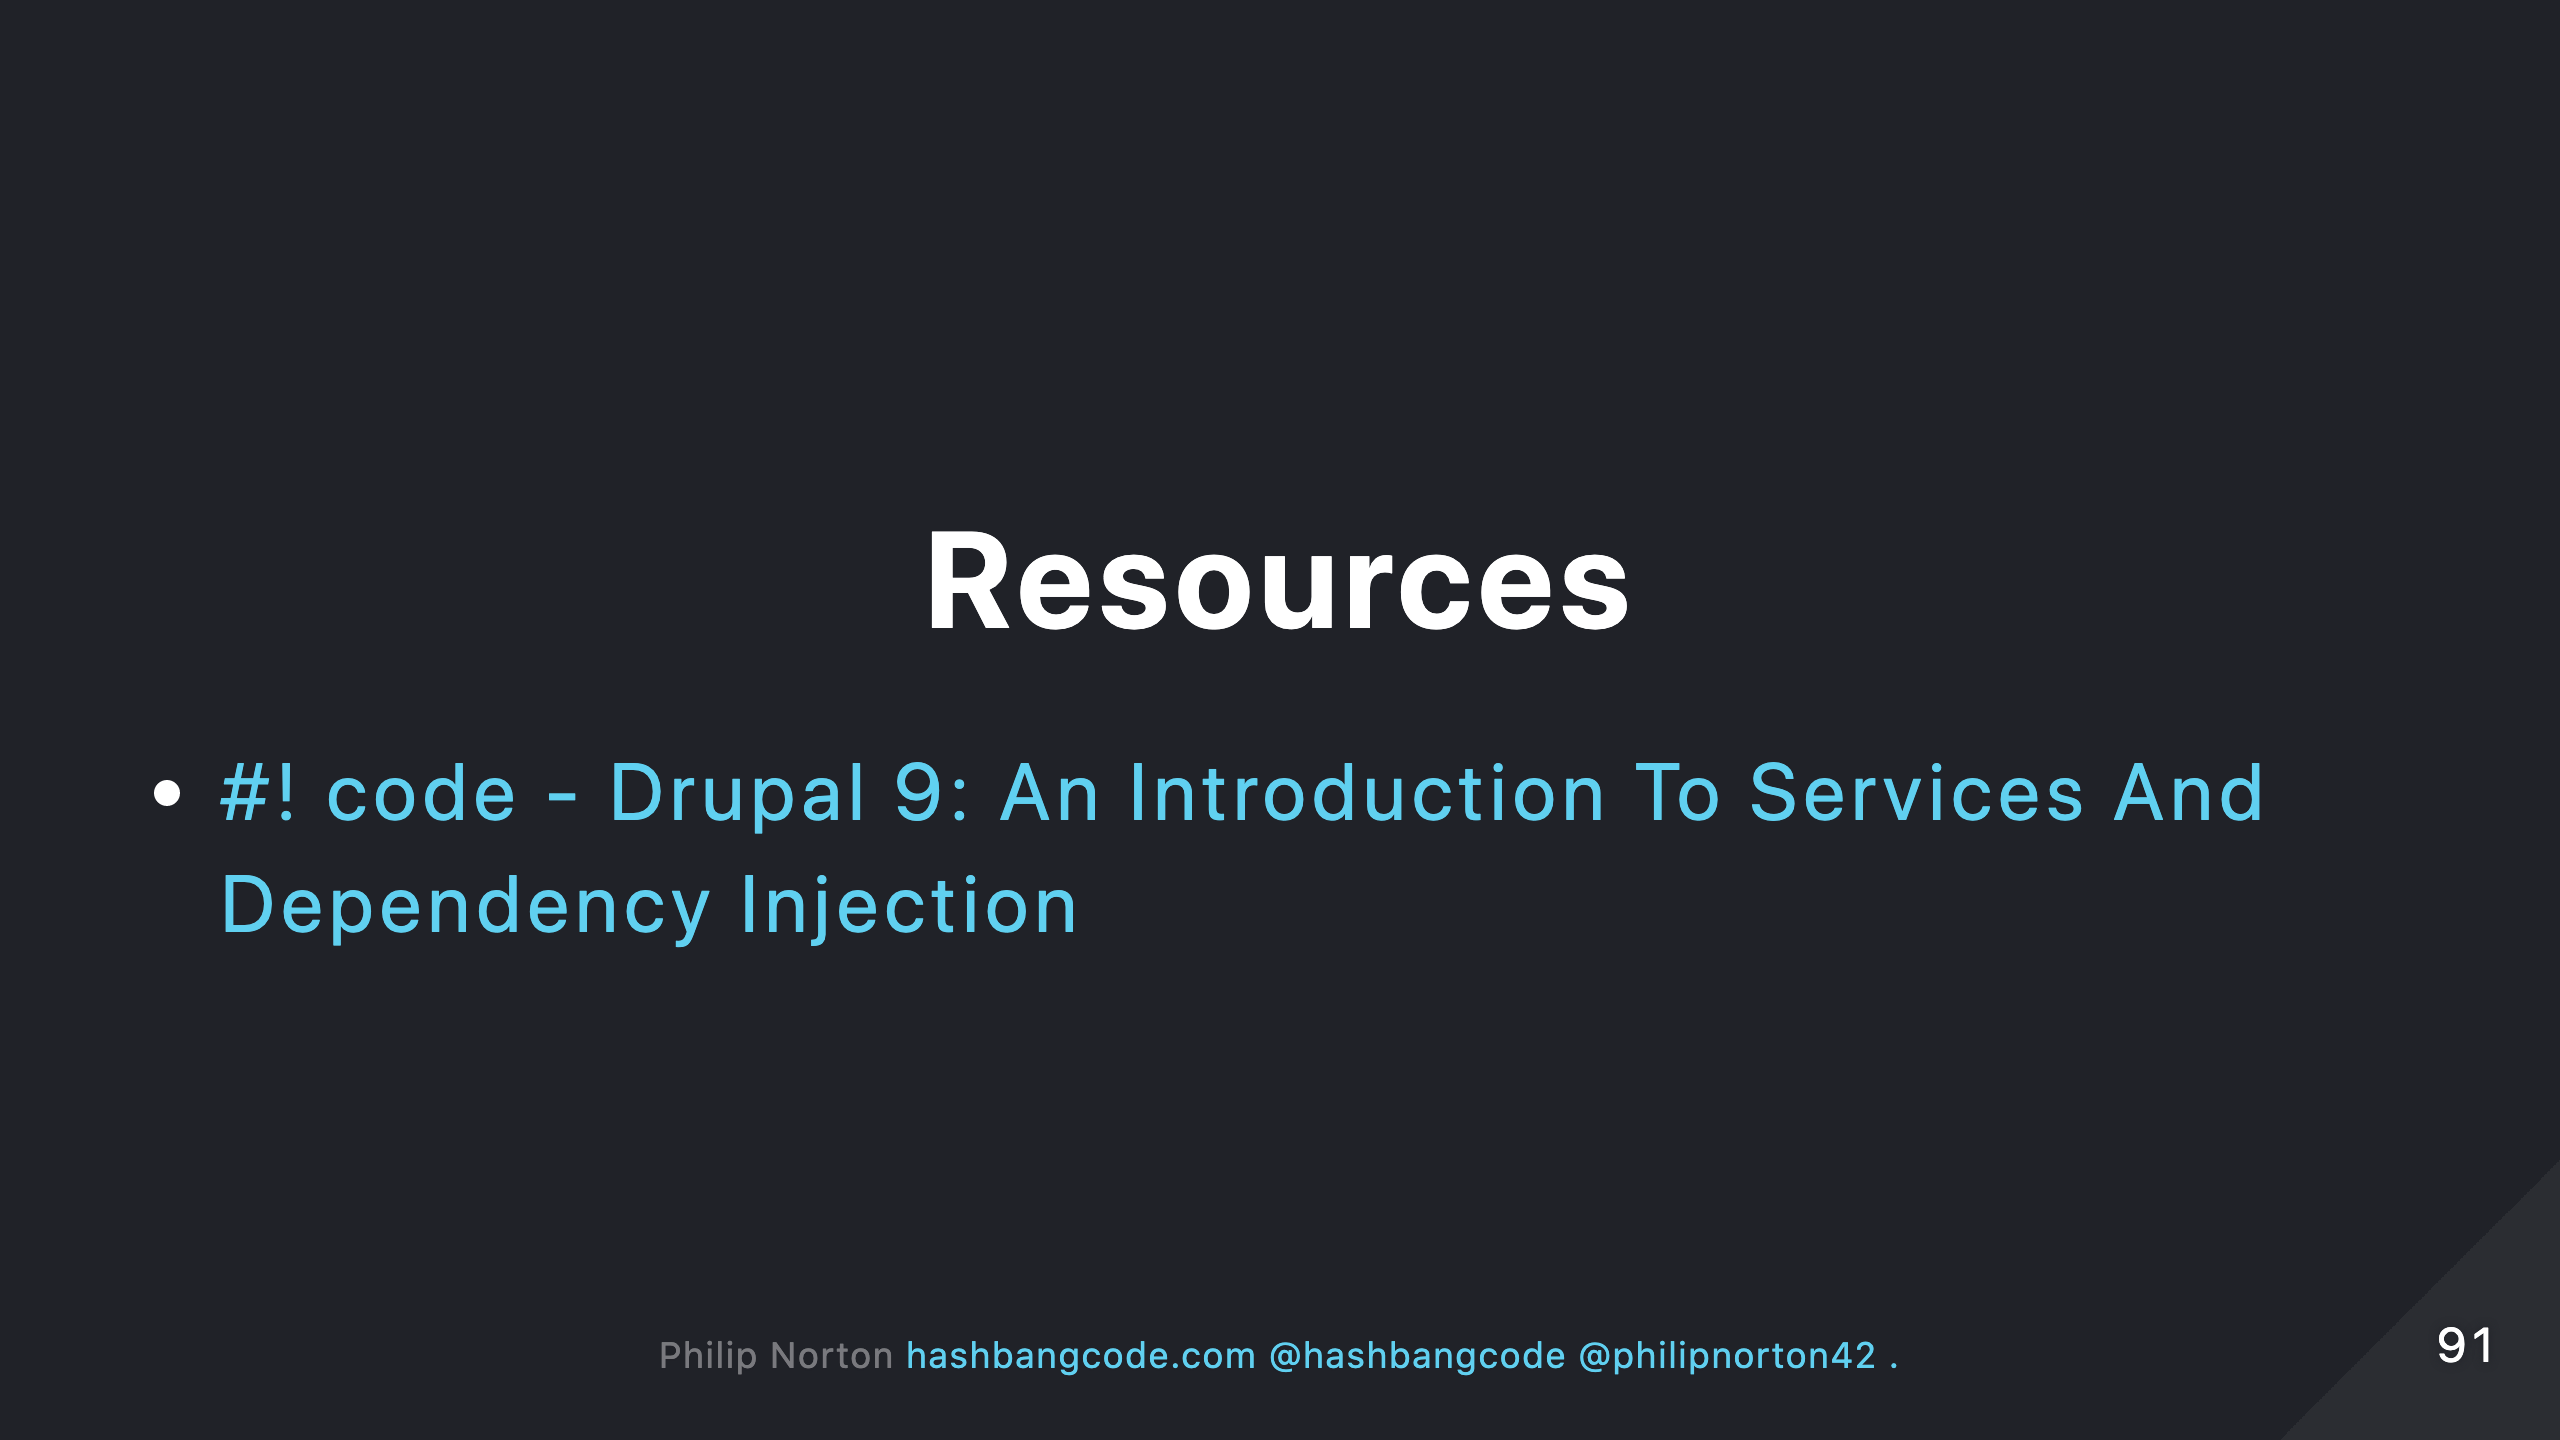 Resources
• #! code - Drupal 9: An Introduction To Services And
Dependency Injection
Philip Norton hashbangcode.com @hashbangcode @philipnorton42 .
91